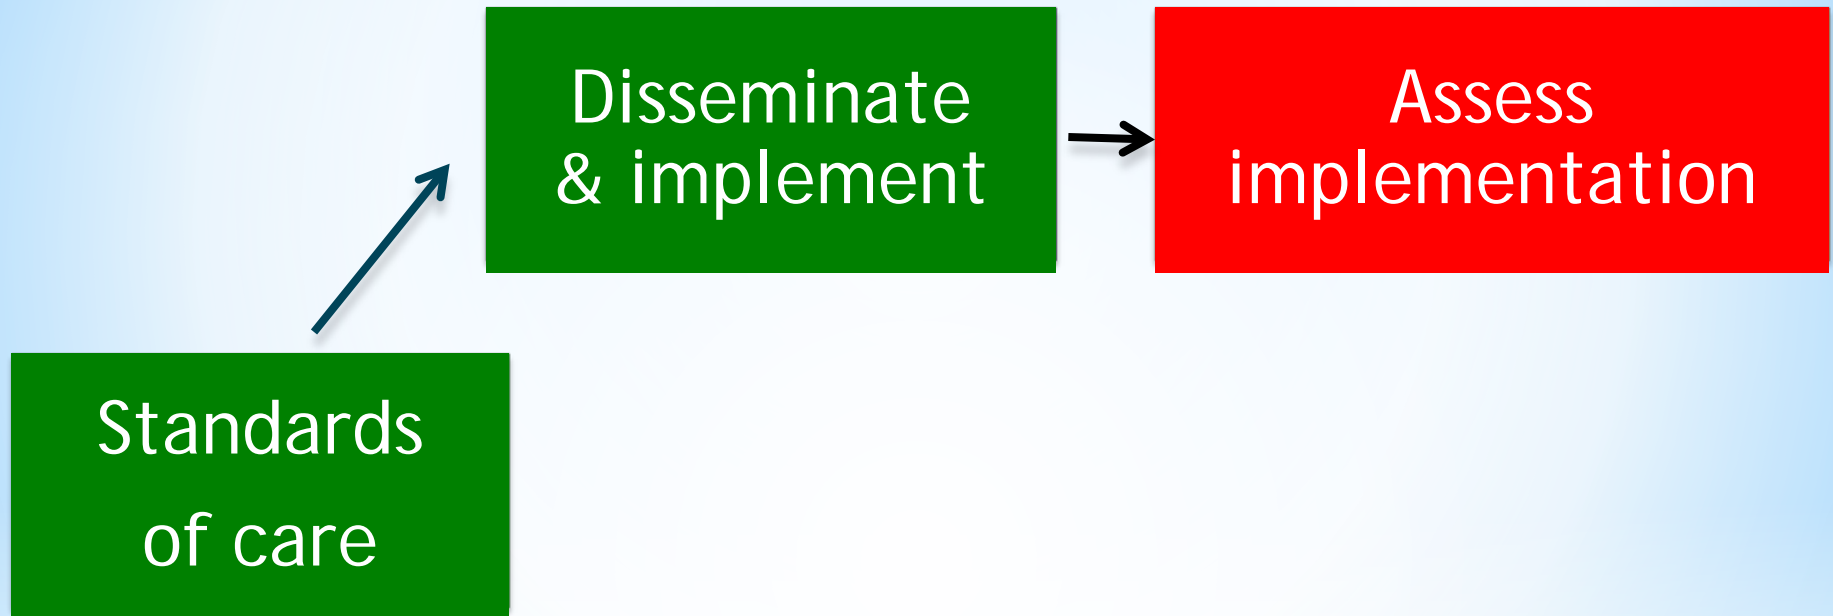 Disseminate
& implement
Assess
implementation
Standards
of care